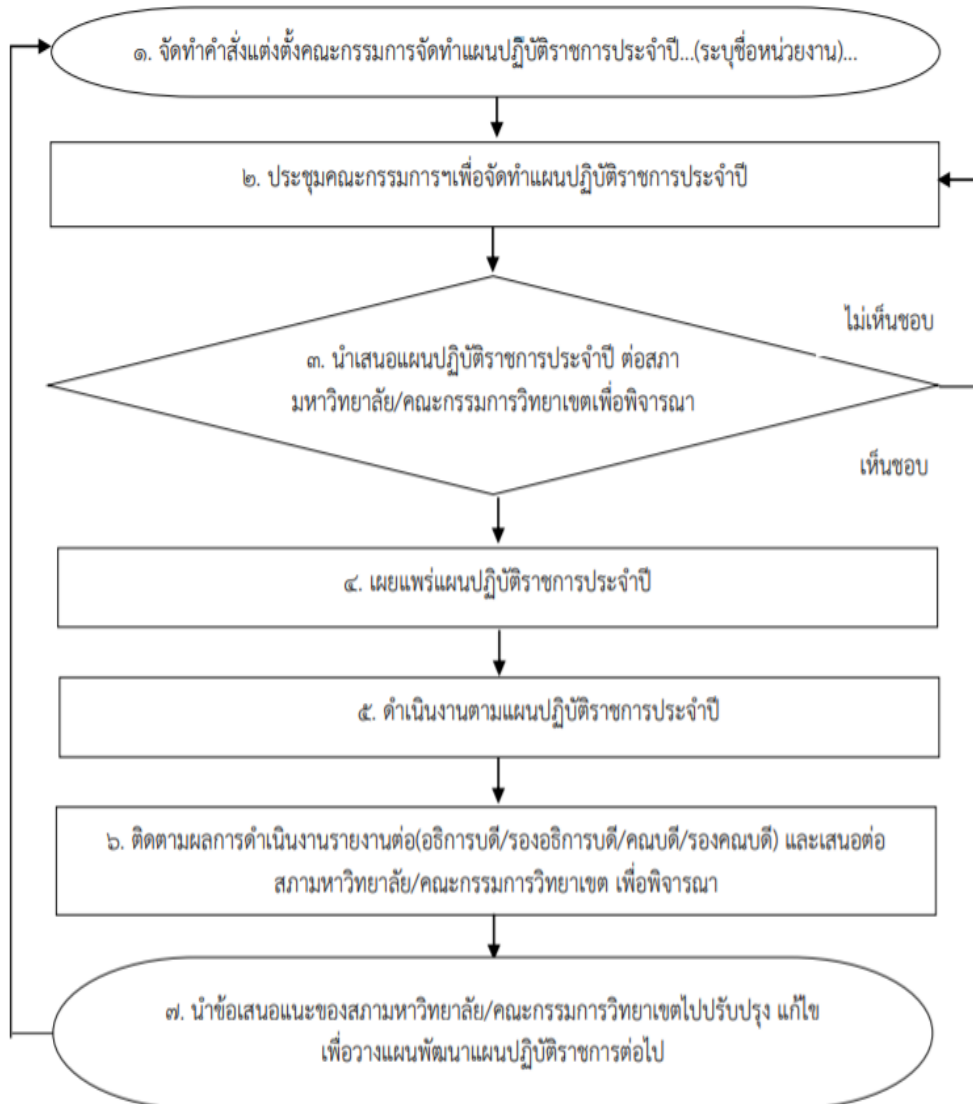 ๑. จัดทำคำสั่งแต่งตั้งคณะกรรมการจัดทำแผนปฏิบัติราชการประจำปี...(ระบุชื่อหน่วยงาน)...
๒. ประชุมคณะกรรมการฯเพื่อจัดทำแผนปฏิบัติราชการประจำปี
ไม่เห็นชอบ
๓. นำเสนอแผนปฏิบัติราชการประจำปี ต่อสภา
มหาวิทยาลัย/คณะกรรมการวิทยาเขตเพื่อพิจารณา
เห็นชอบ
๔. เผยแพร่แผนปฏิบัติราชการประจำปี
๕. ดำเนินงานตามแผนปฏิบัติราชการประจำปี
๖. ติดตามผลการดำเนินงานรายงานต่อ(อธิการบดี/รองอธิการบดี/คณบดี/รองคณบดี) และเสนอต่อ
สภามหาวิทยาลัย/คณะกรรมการวิทยาเขต เพื่อพิจารณา
๗. นำข้อเสนอแนะของสภามหาวิทยาลัย/คณะกรรมการวิทยาเขตไปปรับปรุง แก้ไข
เพื่อวางแผนพัฒนาแผนปฏิบัติราชการต่อไป